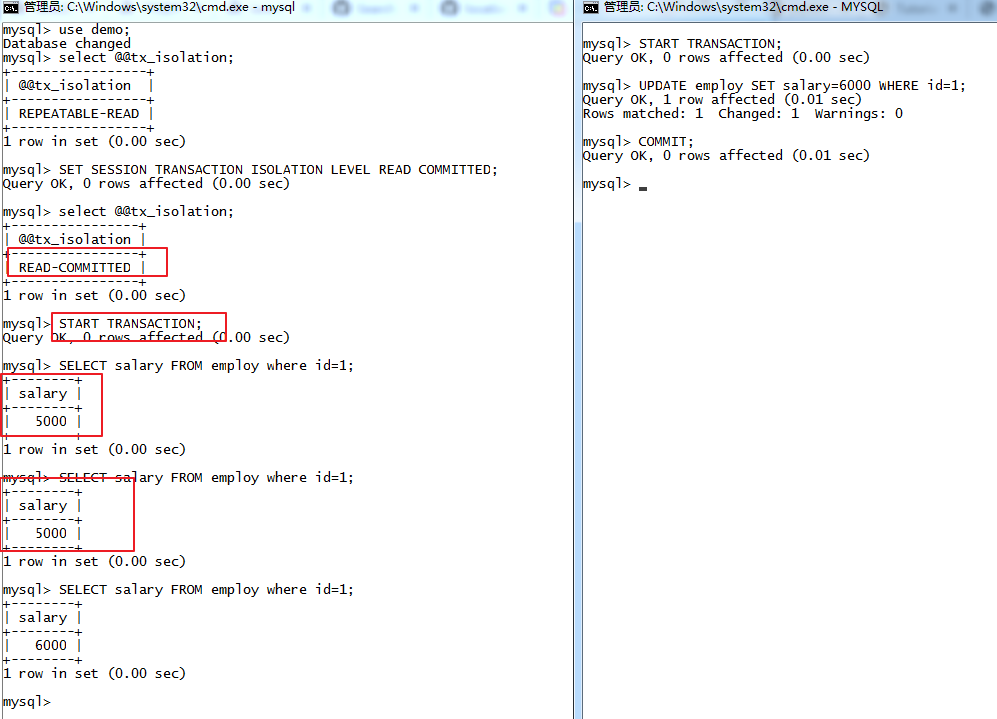 管理员: C:\Windows\system32\cmd.exe - mysql
mysql> use demo;
Database changed
mysql> select @@tx_isolation;
+-----------------+
| @@tx_isolation  |
+-----------------+
| REPEATABLE-READ |
+-----------------+
1 row in set (0.00 sec)
mysql> SET SESSION TRANSACTION ISOLATION LEVEL READ COMMITTED;
Query OK, 0 rows affected (0.00 sec)
mysql> select @@tx_isolation;
+----------------+
| @@tx_isolation |
+----------------+
| READ-COMMITTED |
+----------------+
1 row in set (0.00 sec)
mysql> START TRANSACTION;
Query OK, 0 rows affected (0.00 sec)
mysql> SELECT salary FROM employ where id=1;
+--------+
| salary |
+--------+
|   5000 |
+--------+
1 row in set (0.00 sec)
mysql> SELECT salary FROM employ where id=1;
+--------+
| salary |
+--------+
|   5000 |
+--------+
1 row in set (0.00 sec)
mysql> SELECT salary FROM employ where id=1;
+--------+
| salary |
+--------+
|   6000 |
+--------+
1 row in set (0.00 sec)
mysql>
管理员: C:\Windows\system32\cmd.exe - MYSQL
mysql> START TRANSACTION;
Query OK, 0 rows affected (0.00 sec)
mysql> UPDATE employ SET salary=6000 WHERE id=1;
Query OK, 1 row affected (0.01 sec)
Rows matched: 1  Changed: 1  Warnings: 0
mysql> COMMIT;
Query OK, 0 rows affected (0.01 sec)
mysql>